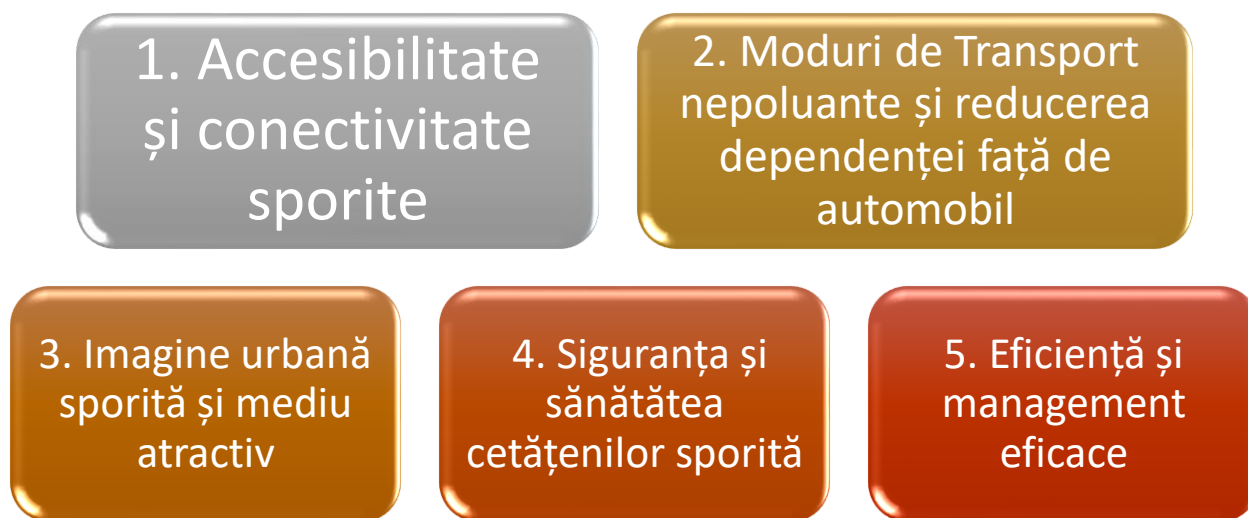 1. Accesibilitate
și conectivitate
sporite
2. Moduri de Transport
nepoluante și reducerea
dependenței față de
automobil
3. Imagine urbană
sporită și mediu
atractiv
4. Siguranța și
sănătatea
cetățenilor sporită
5. Eficiență și
management
eficace